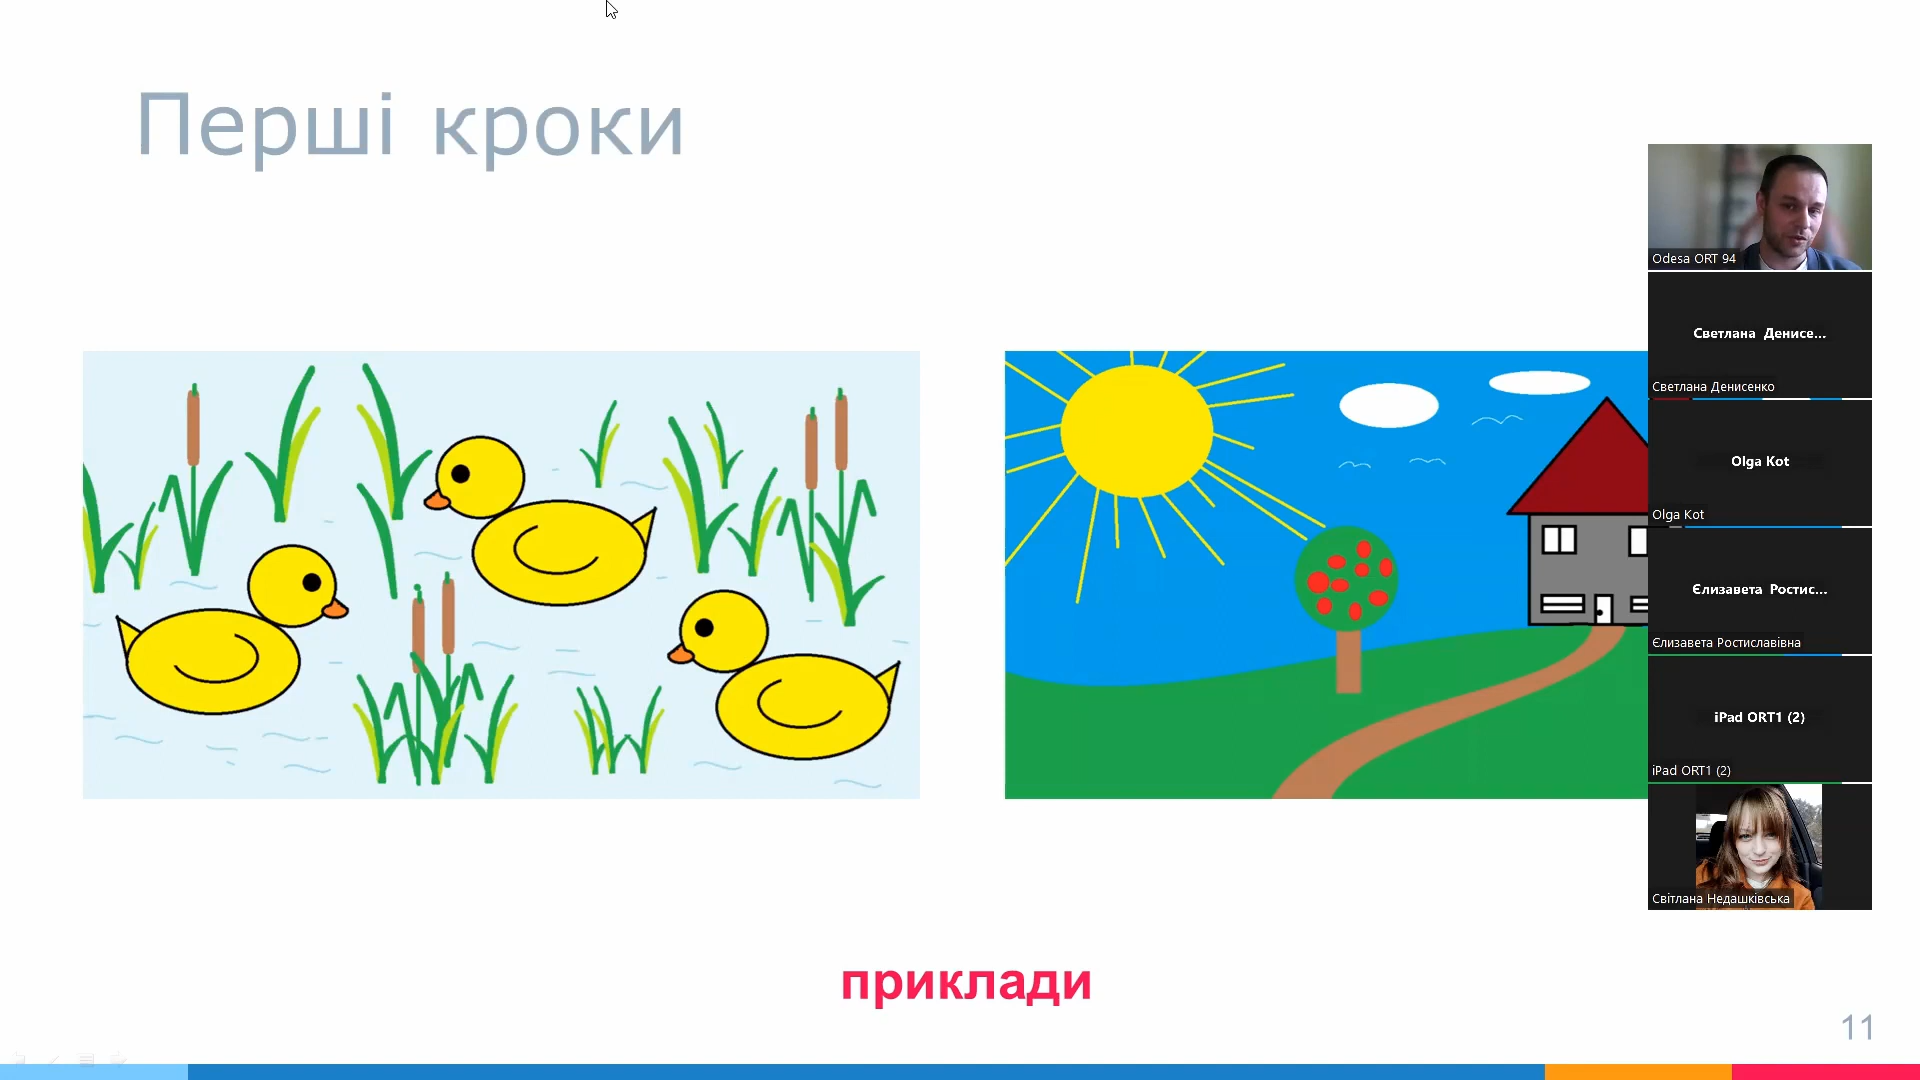 Перші кроки
Odesa ORT 94
Светлана Денисе...
Светлана Денисенко
Olga Kot
Olga Kot
Єлизавета Ростис...
Єлизавета Ростиславівна
iPad ORT1 (2)
iPad ORT1 (2)
Світлана Недашківська
приклади
11